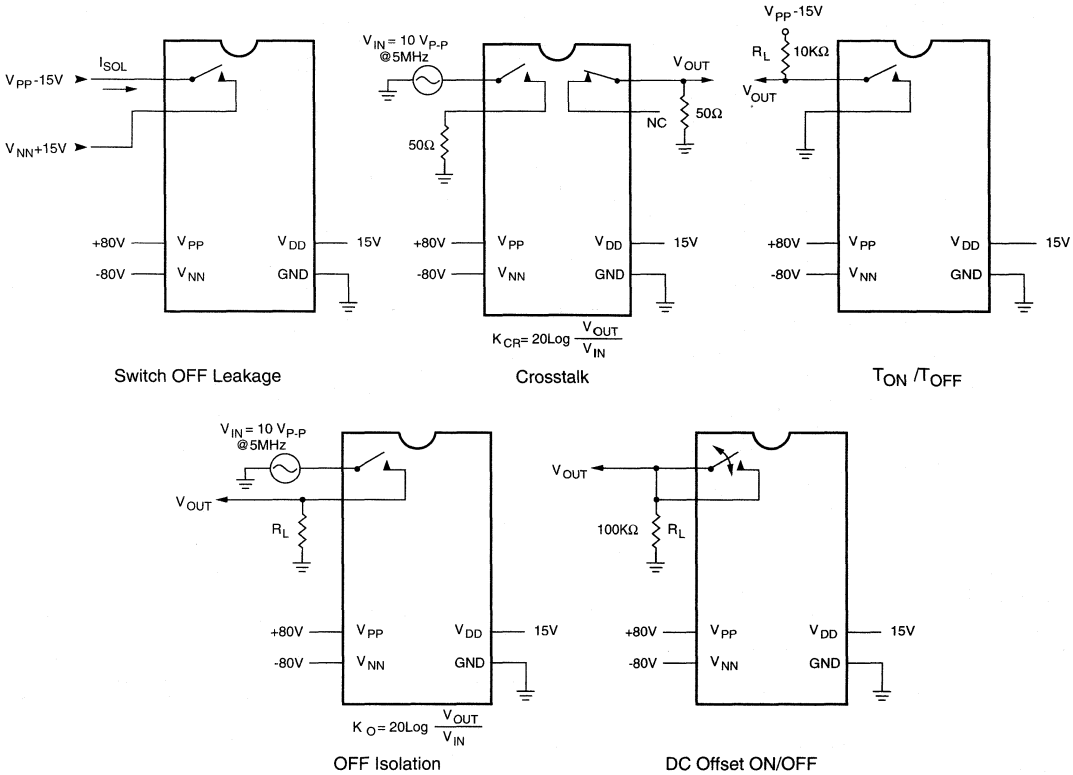 V_PP-15V
I_SOL
V_NN+15V
+80V
V_PP
V_DD
15V
-80V
V_NN
GND
Switch OFF Leakage
V_IN = 10 V_P-P
@5MHz
V_OUT
50Ω
NC
50Ω
+80V
V_PP
V_DD
15V
-80V
V_NN
GND
K_CR= 20Log V_OUT
V_IN
Crosstalk
V_PP-15V
R_L
10KΩ
V_OUT
+80V
V_PP
V_DD
15V
-80V
V_NN
GND
T_ON /T_OFF
V_IN = 10 V_P-P
@5MHz
V_OUT
R_L
+80V
V_PP
V_DD
15V
-80V
V_NN
GND
K_O= 20Log V_OUT
V_IN
OFF Isolation
V_OUT
100KΩ
R_L
+80V
V_PP
V_DD
15V
-80V
V_NN
GND
DC Offset ON/OFF